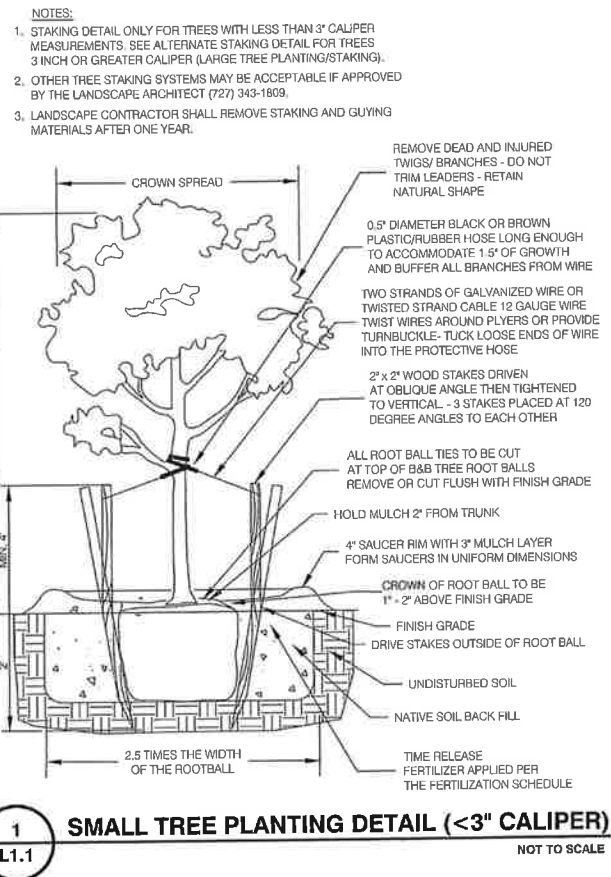 NOTES:
1. STAKING DETAIL ONLY FOR TREES WITH LESS THAN 3" CALIPER
MEASUREMENTS. SEE ALTERNATE STAKING DETAIL FOR TREES
3 INCH OR GREATER CALIPER (LARGE TREE PLANTING/STAKING).
2. OTHER TREE STAKING SYSTEMS MAY BE ACCEPTABLE IF APPROVED
BY THE LANDSCAPE ARCHITECT (727) 343-1809.
3. LANDSCAPE CONTRACTOR SHALL REMOVE STAKING AND GUYING
MATERIALS AFTER ONE YEAR.
CROWN SPREAD
REMOVE DEAD AND INJURED
TWIGS/ BRANCHES - DO NOT
TRIM LEADERS - RETAIN
NATURAL SHAPE
0.5" DIAMETER BLACK OR BROWN
PLASTIC/RUBBER HOSE LONG ENOUGH
TO ACCOMMODATE 1.5" OF GROWTH
AND BUFFER ALL BRANCHES FROM WIRE
TWO STRANDS OF GALVANIZED WIRE OR
TWISTED STRAND CABLE 12 GAUGE WIRE
TWIST WIRES AROUND PLYERS OR PROVIDE
TURNBUCKLE- TUCK LOOSE ENDS OF WIRE
INTO THE PROTECTIVE HOSE
2" x 2" WOOD STAKES DRIVEN
AT OBLIQUE ANGLE THEN TIGHTENED
TO VERTICAL. - 3 STAKES PLACED AT 120
DEGREE ANGLES TO EACH OTHER
ALL ROOT BALL TIES TO BE CUT
AT TOP OF B&B TREE ROOT BALLS
REMOVE OR CUT FLUSH WITH FINISH GRADE
HOLD MULCH 2" FROM TRUNK
4" SAUCER RIM WITH 3" MULCH LAYER
FORM SAUCERS IN UNIFORM DIMENSIONS
CROWN OF ROOT BALL TO BE
1" - 2" ABOVE FINISH GRADE
FINISH GRADE
DRIVE STAKES OUTSIDE OF ROOT BALL
UNDISTURBED SOIL
NATIVE SOIL BACK FILL
TIME RELEASE
FERTILIZER APPLIED PER
THE FERTILIZATION SCHEDULE
MIN. 4'
2'
2.5 TIMES THE WIDTH
OF THE ROOTBALL
1
L1.1
SMALL TREE PLANTING DETAIL (<3" CALIPER)
NOT TO SCALE